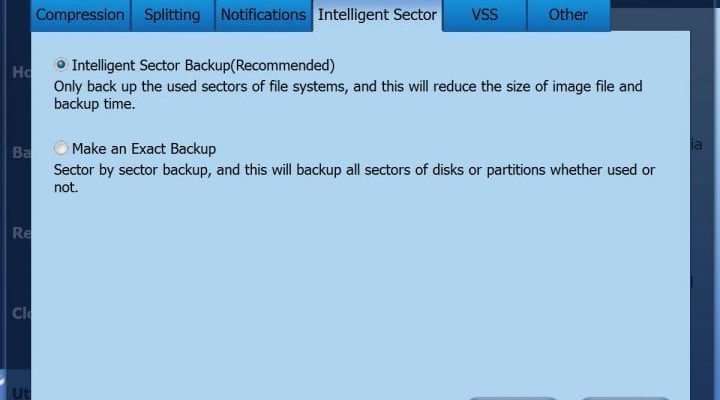 Compression Splitting Notifications Intelligent Sector VSS Other
Intelligent Sector Backup(Recommended)
Only back up the used sectors of file systems, and this will reduce the size of image file and
backup time.
Make an Exact Backup
Sector by sector backup, and this will backup all sectors of disks or partitions whether used or
not.
Ho
Ba
Re
Clo
Ut
ia